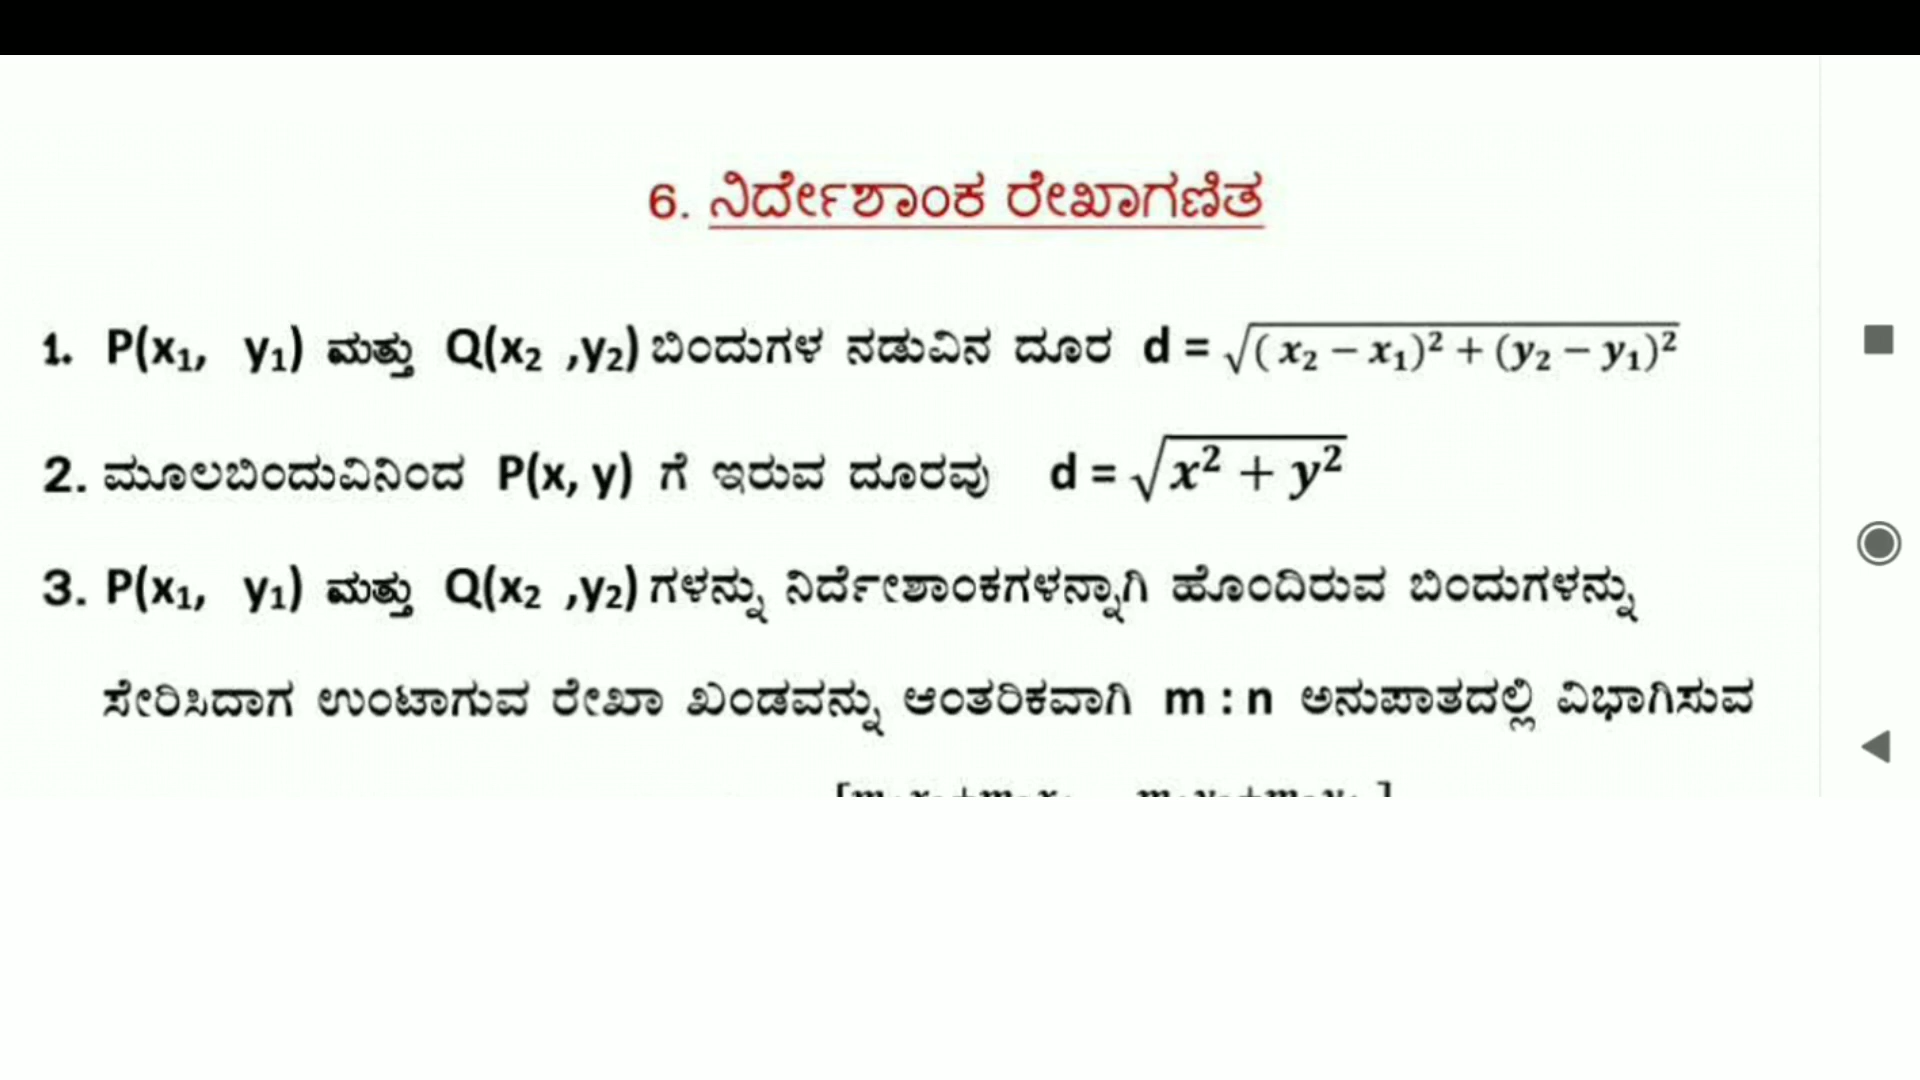 6. ನಿರ್ದೇಶಾಂಕ ರೇಖಾಗಣಿತ
1. P(x₁, y₁) ಮತ್ತು Q(x₂ ,y₂) ಬಿಂದುಗಳ ನಡುವಿನ ದೂರ d = √(( x₂ − x₁)² + (y₂ − y₁)²)
2. ಮೂಲಬಿಂದುವಿನಿಂದ P(x, y) ಗೆ ಇರುವ ದೂರವು d = √(x² + y²)
3. P(x₁, y₁) ಮತ್ತು Q(x₂ ,y₂) ಗಳನ್ನು ನಿರ್ದೇಶಾಂಕಗಳನ್ನಾಗಿ ಹೊಂದಿರುವ ಬಿಂದುಗಳನ್ನು
ಸೇರಿಸಿದಾಗ ಉಂಟಾಗುವ ರೇಖಾ ಖಂಡವನ್ನು ಆಂತರಿಕವಾಗಿ m : n ಅನುಪಾತದಲ್ಲಿ ವಿಭಾಗಿಸುವ